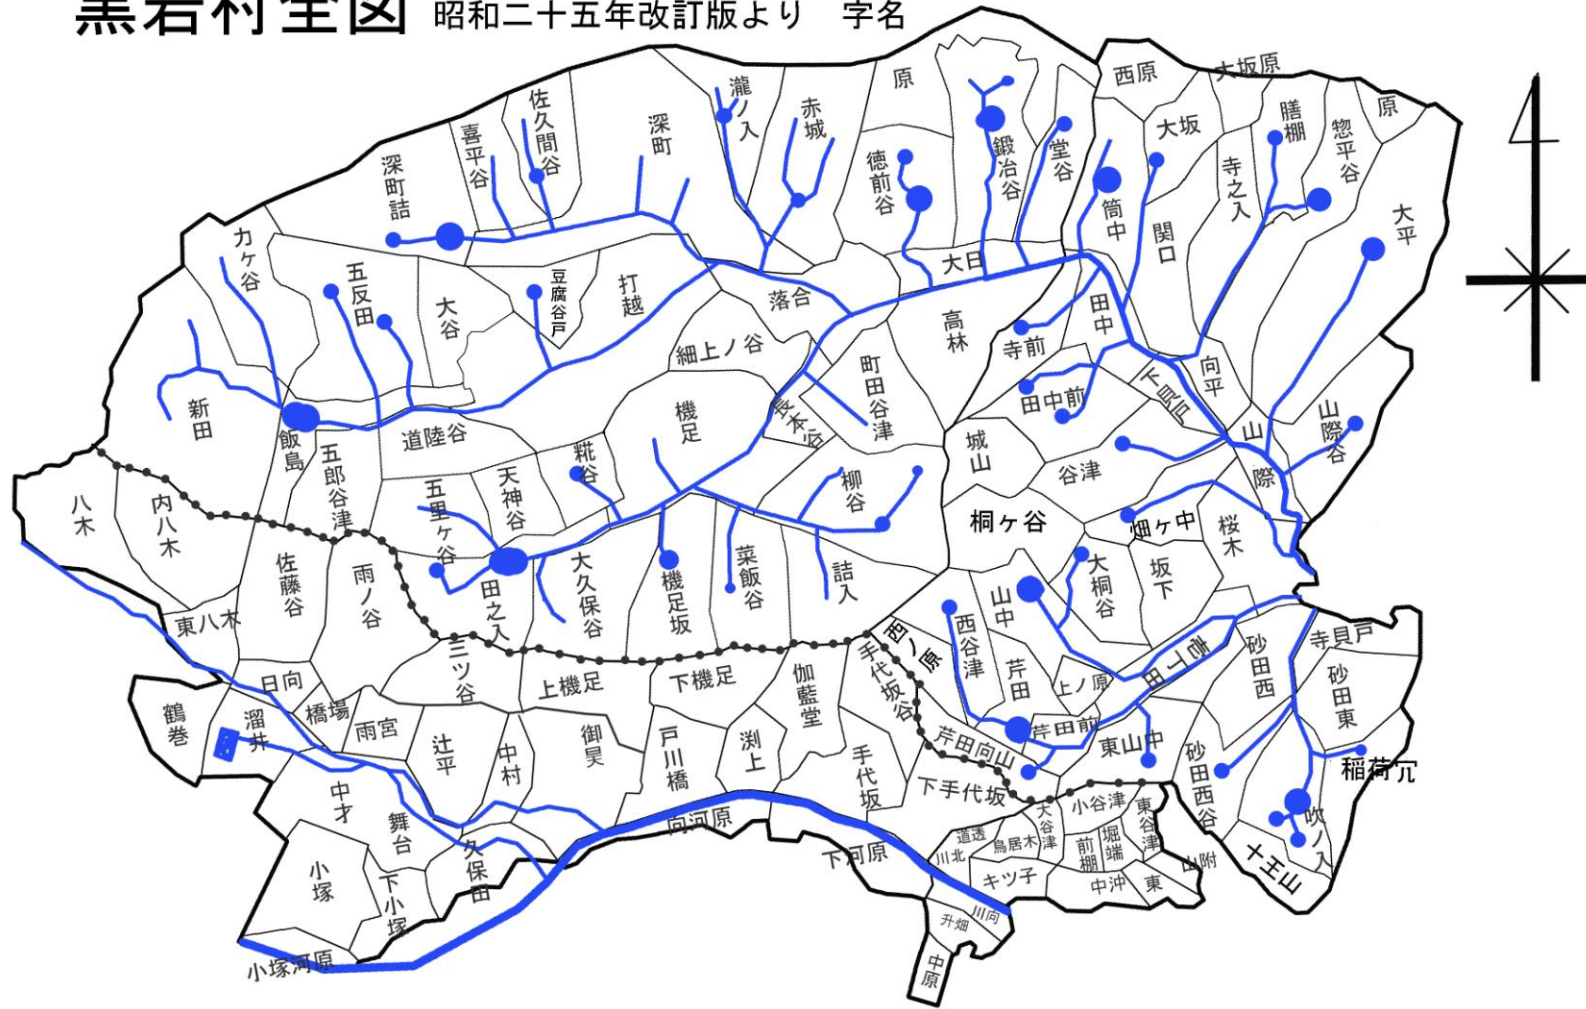 黒岩村全図 昭和二十五年改訂版より 字名
原
西原
大坂原
原
瀧ノ入
赤城
佐久間谷
喜平谷
深町
深町詰
徳前谷
鍛冶谷
堂谷
大坂
膳棚
惣平谷
寺之入
筒中
関口
大平
力ヶ谷
五反田
大谷
豆腐谷戸
打越
落合
大日
田中
高林
寺前
細上ノ谷
町田谷津
向平
下貝戸
田中前
新田
飯島
五郎谷津
道陸谷
機足
長本谷
城山
谷津
山際
山際谷
糀谷
天神谷
五里ヶ谷
柳谷
桐ヶ谷
畑ヶ中
桜木
八木
内八木
佐藤谷
雨ノ谷
田之入
大久保谷
機足坂
菜飯谷
詰入
山中
大桐谷
坂下
東八木
三ツ谷
西ノ原
西谷津
芹田
上ノ原
壱丁田
砂田西
寺貝戸
砂田東
日向
上機足
下機足
伽藍堂
手代坂谷
鶴巻
溜井
橋場
雨宮
辻平
中村
御昊
戸川橋
渕上
手代坂
芹田向山
芹田前
東山中
砂田西谷
稲荷冗
下手代坂
中才
舞台
久保田
向河原
下河原
小塚
下小塚
小塚河原
道透
川北
鳥居木
大谷津
小谷津
前棚
堀端
東谷津
山附
キツ子
中沖
東
吹ノ入
十王山
川向
升畑
中原